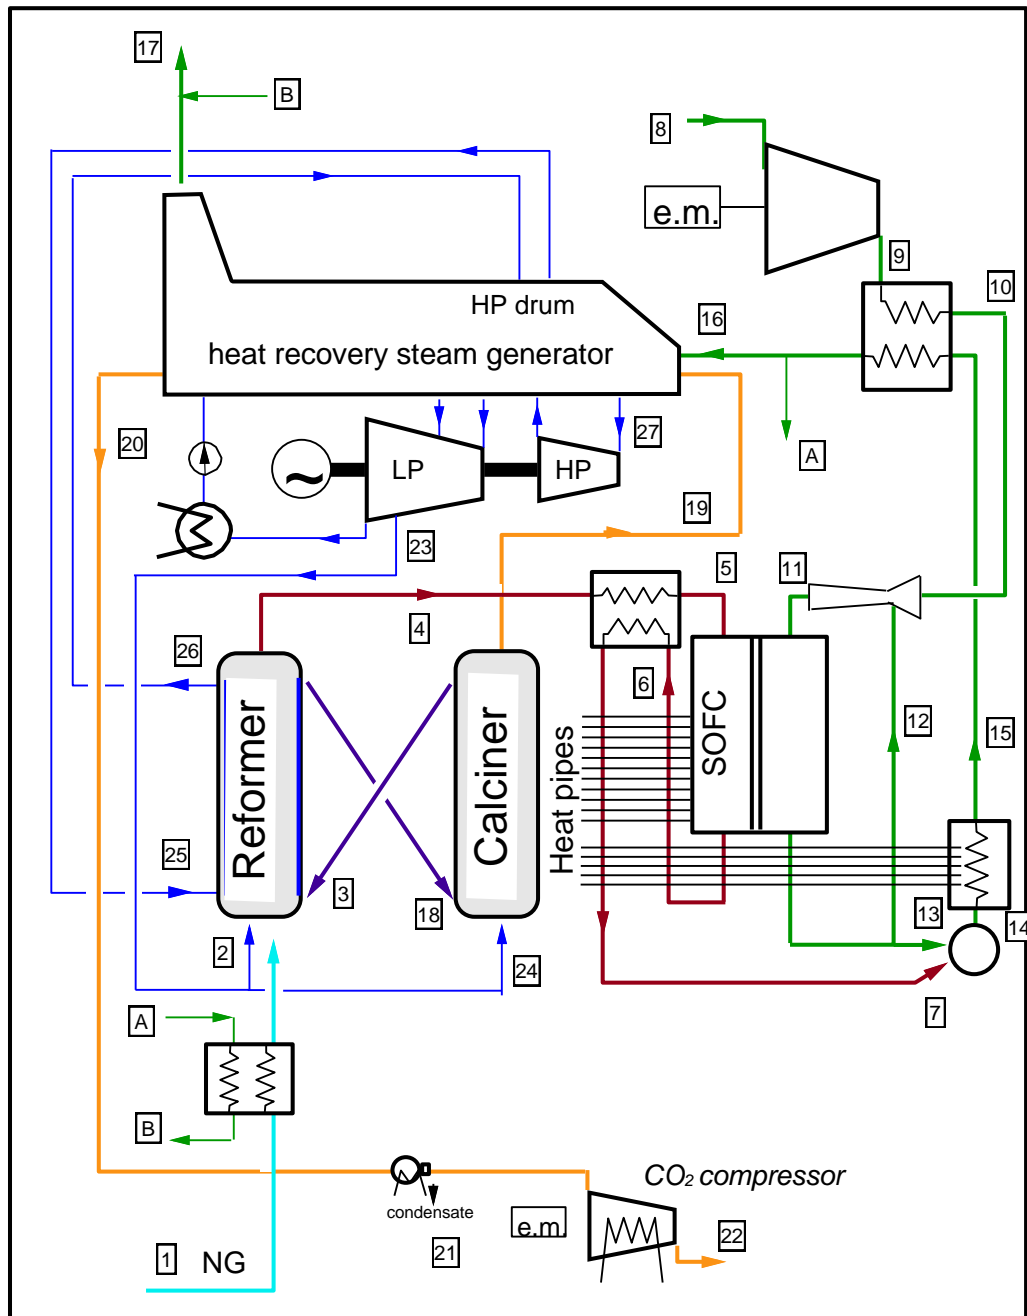 17
B
8
e.m.
9
10
HP drum
16
heat recovery steam generator
20
27
LP
HP
A
~
19
23
5
11
4
26
6
SOFC
12
15
Reformer
Calciner
Heat pipes
25
3
18
13
14
2
24
7
A
B
CO₂ compressor
condensate
e.m.
21
22
1 NG